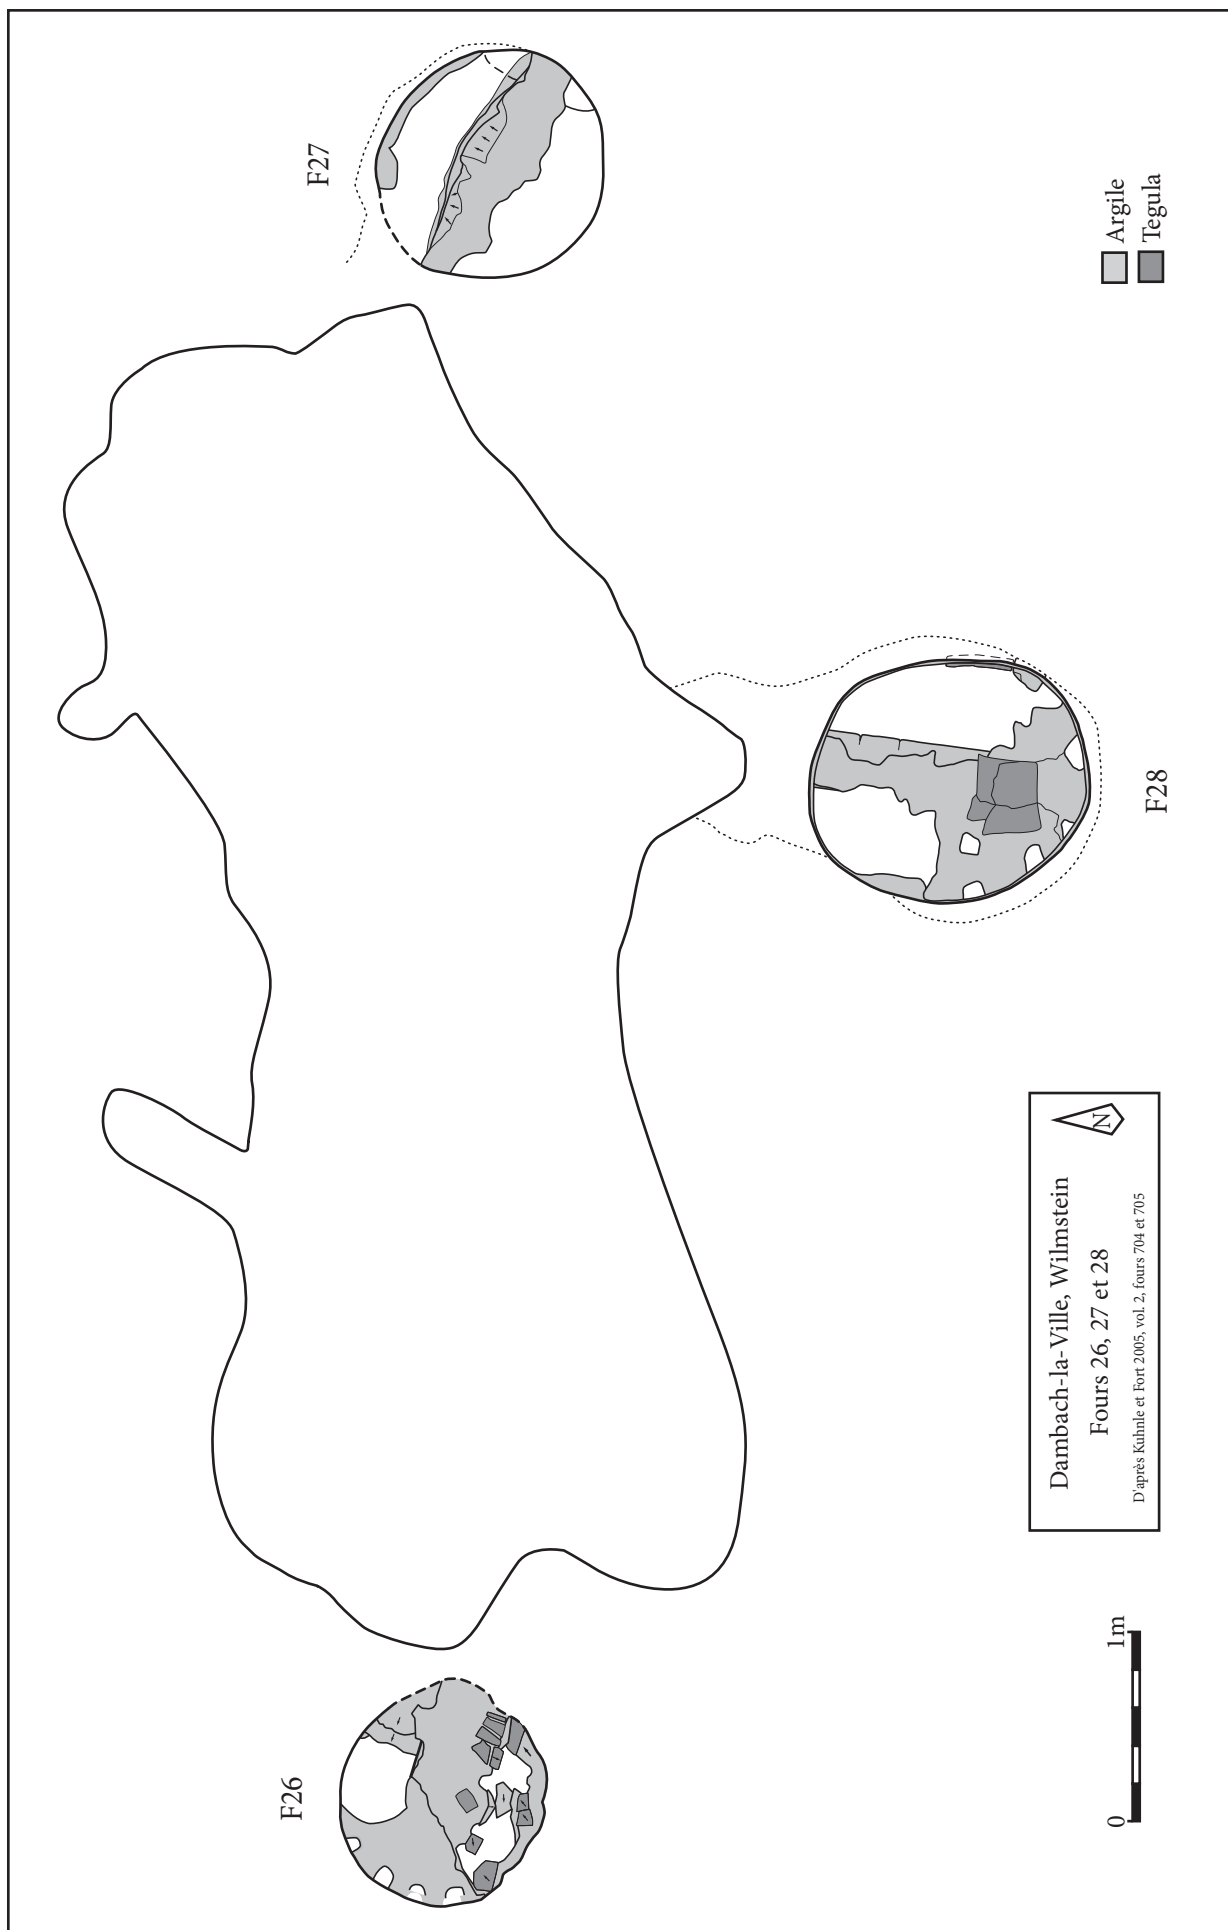 F26
F27
F28
0
1m
Dambach-la-Ville, Wilmstein
Fours 26, 27 et 28
D'après Kuhnle et Fort 2005, vol. 2, fours 704 et 705
N
Argile
Tegula